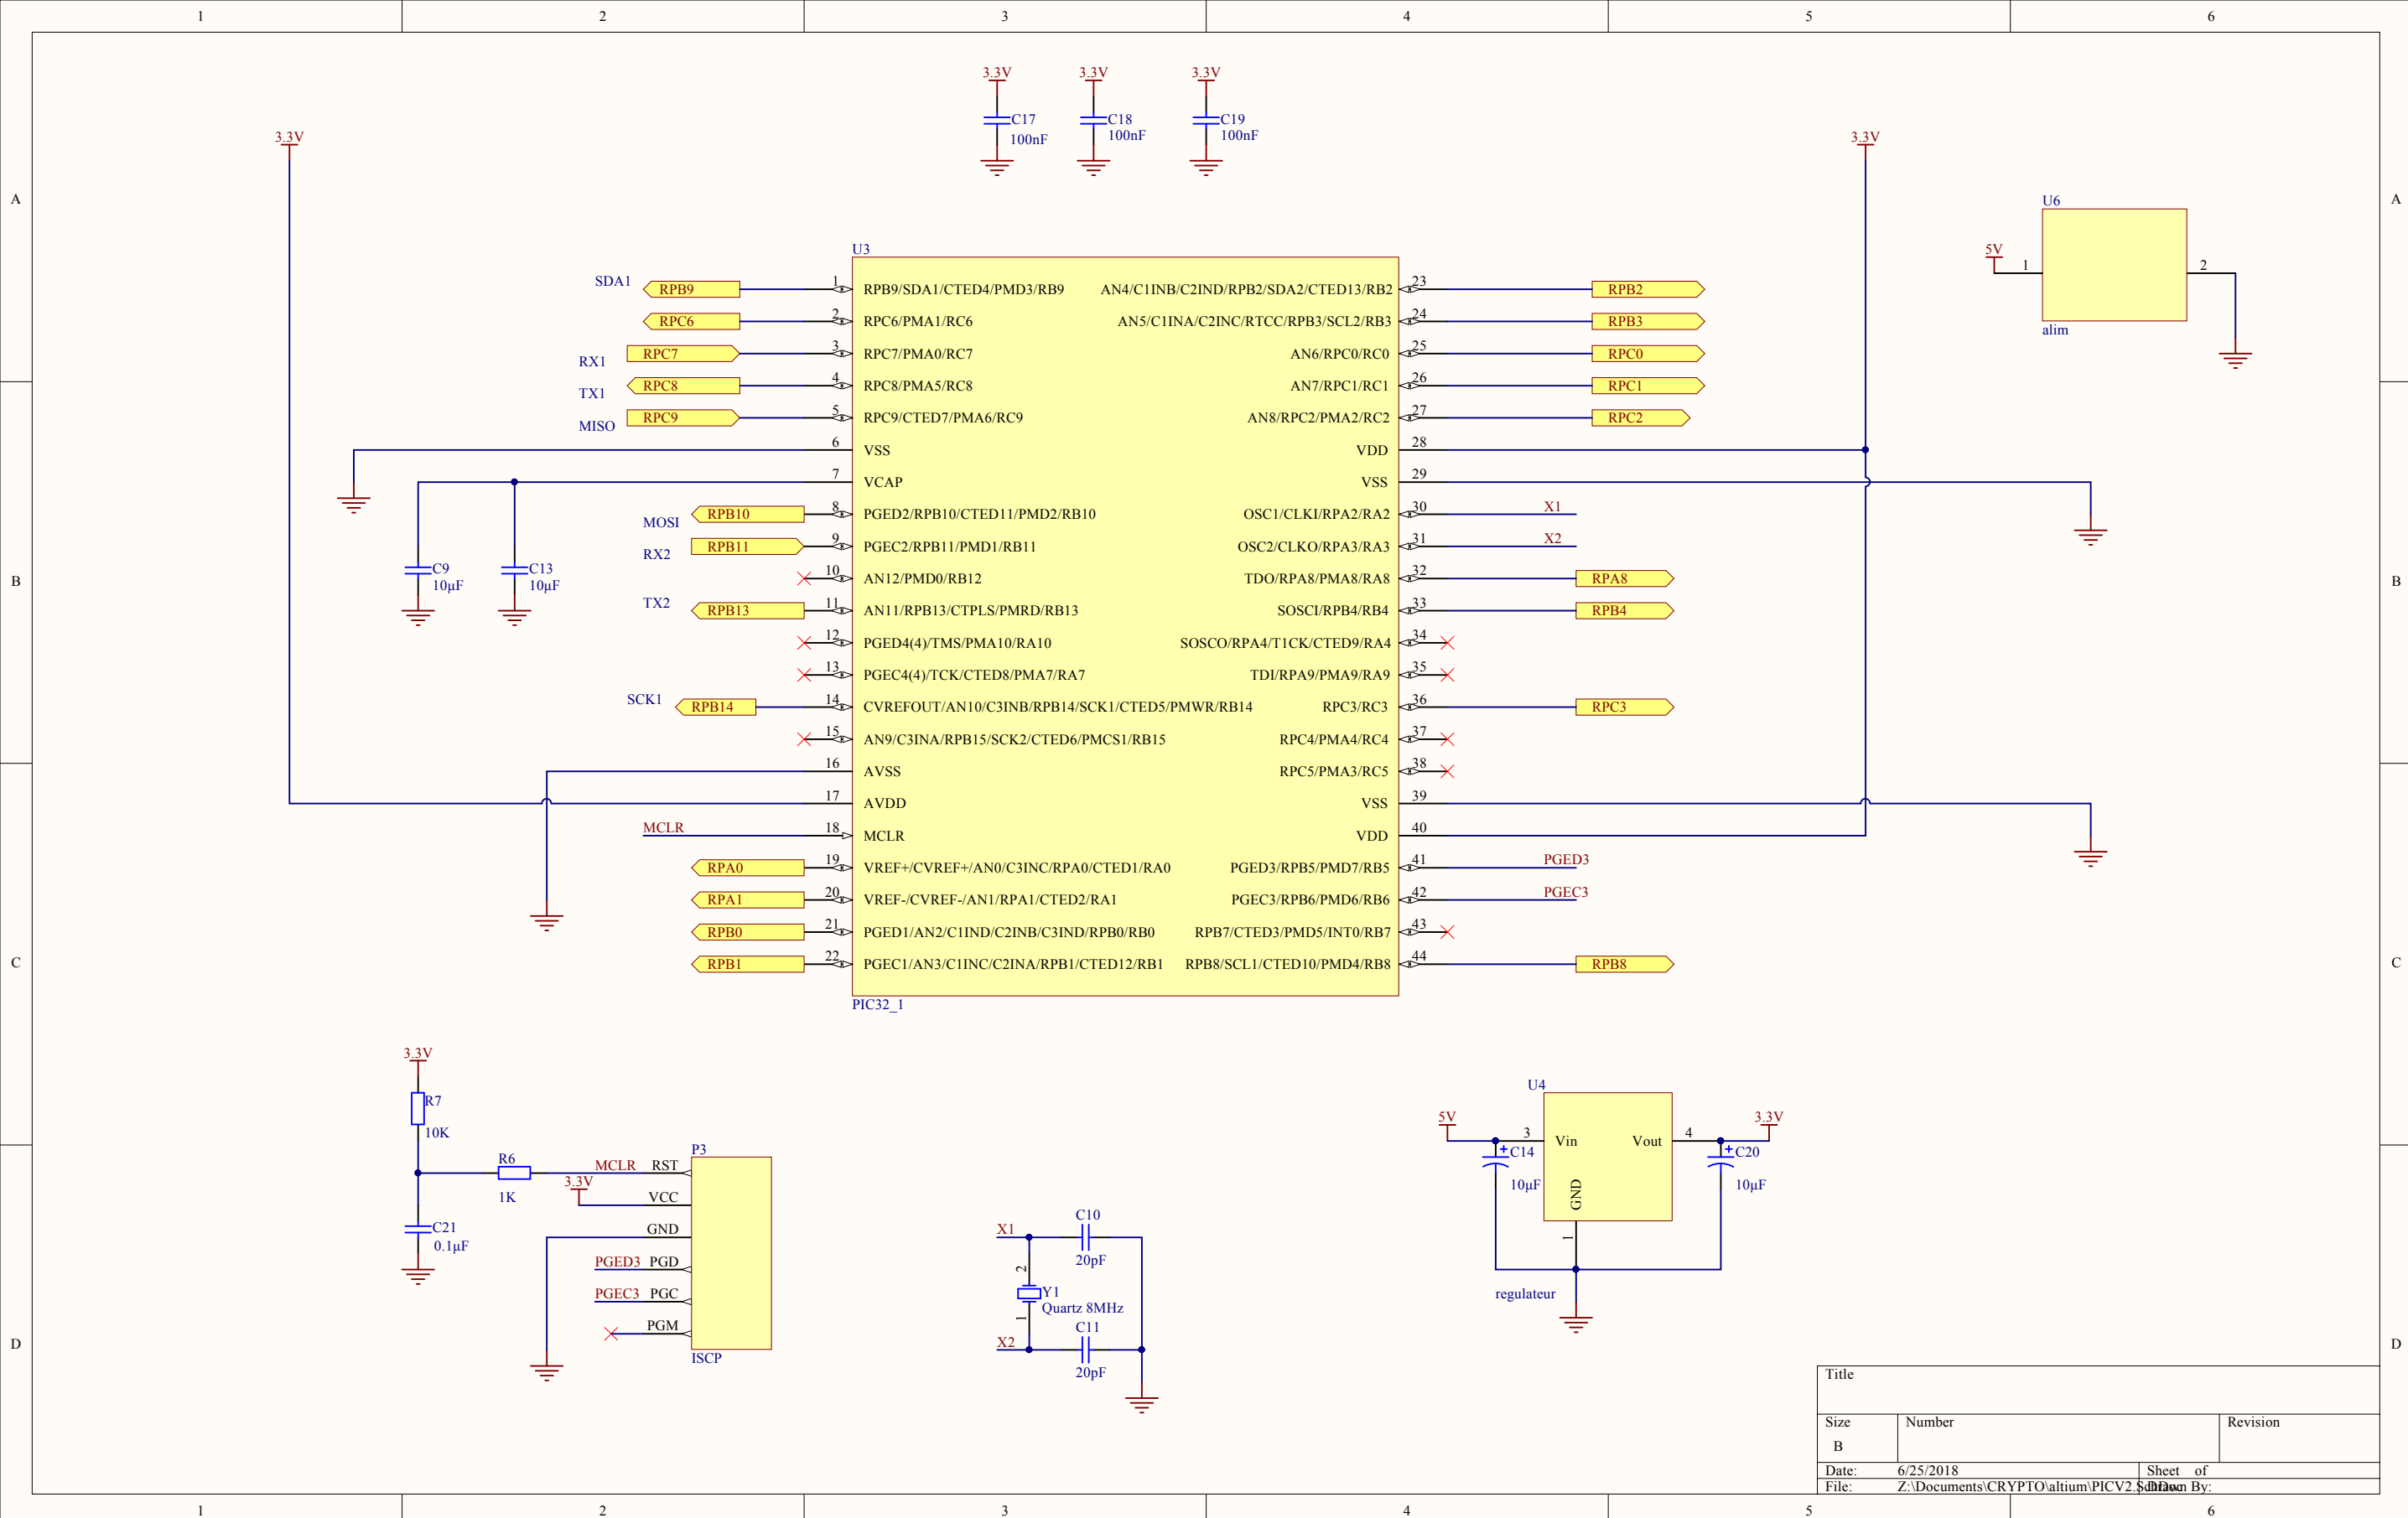 1 2 3 4 5 6
3.3V 3.3V 3.3V
C17 C18 C19
100nF 100nF 100nF
3.3V 3.3V
A A
U6
5V 1 2
alim
U3
SDA1 RPB9 1 RPB9/SDA1/CTED4/PMD3/RB9 AN4/C1INB/C2IND/RPB2/SDA2/CTED13/RB2 23 RPB2
RPC6 2 RPC6/PMA1/RC6 AN5/C1INA/C2INC/RTCC/RPB3/SCL2/RB3 24 RPB3
RX1 RPC7 3 RPC7/PMA0/RC7 AN6/RPC0/RC0 25 RPC0
TX1 RPC8 4 RPC8/PMA5/RC8 AN7/RPC1/RC1 26 RPC1
MISO RPC9 5 RPC9/CTED7/PMA6/RC9 AN8/RPC2/PMA2/RC2 27 RPC2
6 VSS VDD 28
7 VCAP VSS 29
MOSI RPB10 8 PGED2/RPB10/CTED11/PMD2/RB10 OSC1/CLKI/RPA2/RA2 30 X1
RX2 RPB11 9 PGEC2/RPB11/PMD1/RB11 OSC2/CLKO/RPA3/RA3 31 X2
B C9 C13 B
10µF 10µF
10 AN12/PMD0/RB12 TDO/RPA8/PMA8/RA8 32 RPA8
TX2 RPB13 11 AN11/RPB13/CTPLS/PMRD/RB13 SOSCI/RPB4/RB4 33 RPB4
12 PGED4(4)/TMS/PMA10/RA10 SOSCO/RPA4/T1CK/CTED9/RA4 34
13 PGEC4(4)/TCK/CTED8/PMA7/RA7 TDI/RPA9/PMA9/RA9 35
SCK1 RPB14 14 CVREFOUT/AN10/C3INB/RPB14/SCK1/CTED5/PMWR/RB14 RPC3/RC3 36 RPC3
15 AN9/C3INA/RPB15/SCK2/CTED6/PMCS1/RB15 RPC4/PMA4/RC4 37
16 AVSS RPC5/PMA3/RC5 38
17 AVDD VSS 39
MCLR 18 MCLR VDD 40
RPA0 19 VREF+/CVREF+/AN0/C3INC/RPA0/CTED1/RA0 PGED3/RPB5/PMD7/RB5 41 PGED3
RPA1 20 VREF-/CVREF-/AN1/RPA1/CTED2/RA1 PGEC3/RPB6/PMD6/RB6 42 PGEC3
RPB0 21 PGED1/AN2/C1IND/C2INB/C3IND/RPB0/RB0 RPB7/CTED3/PMD5/INT0/RB7 43
C C
RPB1 22 PGEC1/AN3/C1INC/C2INA/RPB1/CTED12/RB1 RPB8/SCL1/CTED10/PMD4/RB8 44 RPB8
PIC32_1
3.3V
R7
10K
R6
1K
C21
0.1µF
P3
MCLR RST
3.3V VCC
GND
PGED3 PGD
PGEC3 PGC
PGM
ISCP
X1 C10
20pF
2
Y1
Quartz 8MHz
1
C11
X2
20pF
U4
5V 3 Vin Vout 4 3.3V
C14 C20
10µF 10µF
GND
1
regulateur
D D
Title
Size Number Revision
B
Date: 6/25/2018 Sheet of
File: Z:\Documents\CRYPTO\altium\PICV2.SchDoc Drawn By:
1 2 3 4 5 6